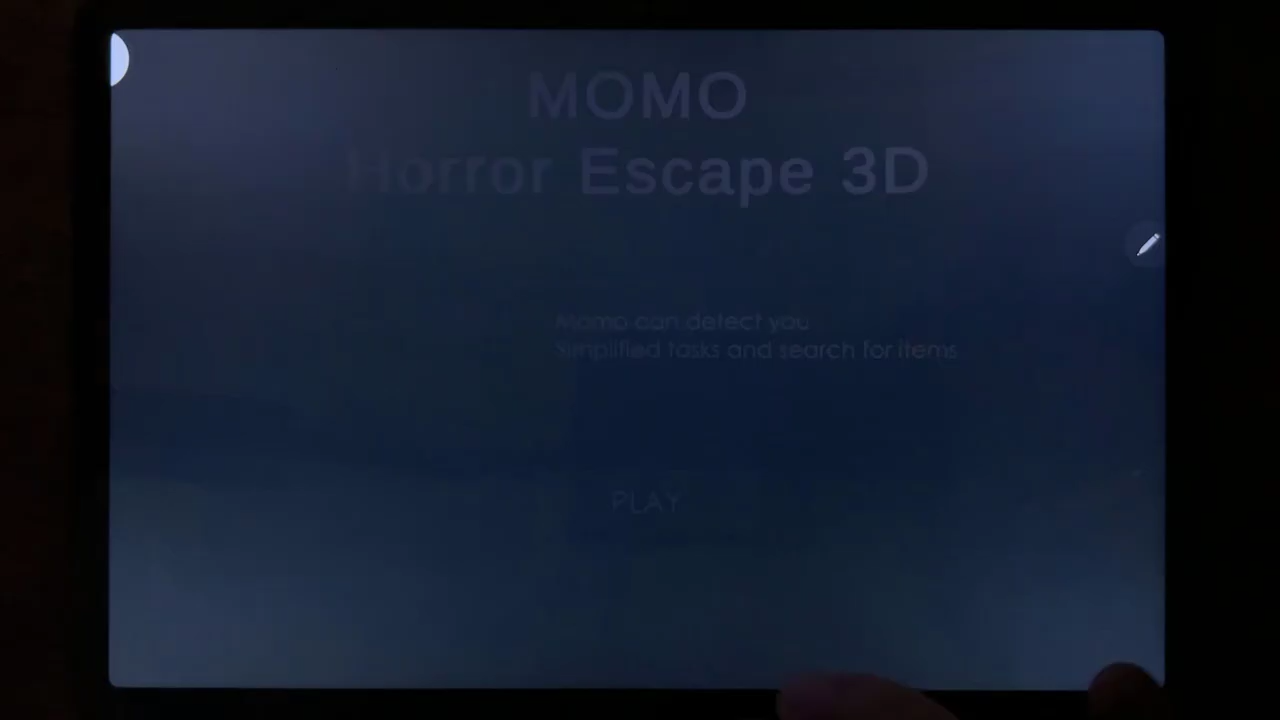 MOMO
Horror Escape 3D
Momo can detect you
Simplified tasks and search for items
PLAY